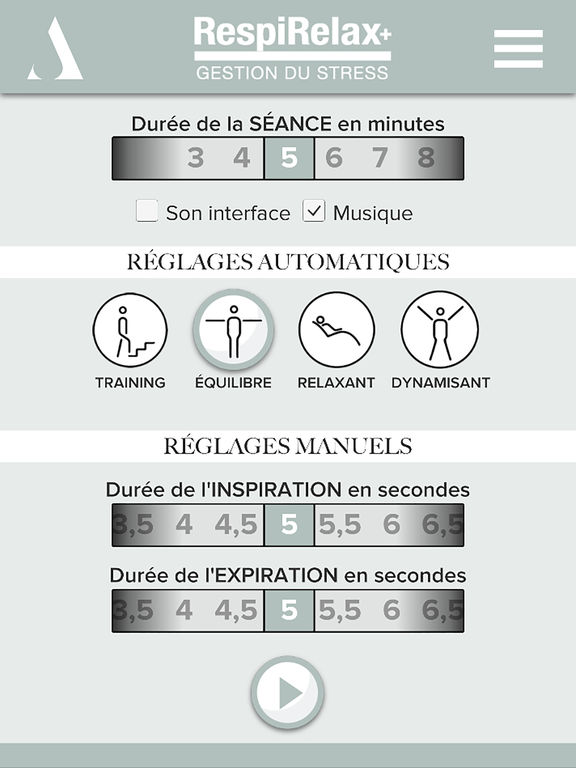 RespiRelax+
GESTION DU STRESS
Durée de la SÉANCE en minutes
3 4 5 6 7 8
Son interface Musique
RÉGLAGES AUTOMATIQUES
TRAINING ÉQUILIBRE RELAXANT DYNAMISANT
RÉGLAGES MANUELS
Durée de l'INSPIRATION en secondes
3,5 4 4,5 5 5,5 6 6,5
Durée de l'EXPIRATION en secondes
3,5 4 4,5 5 5,5 6 6,5